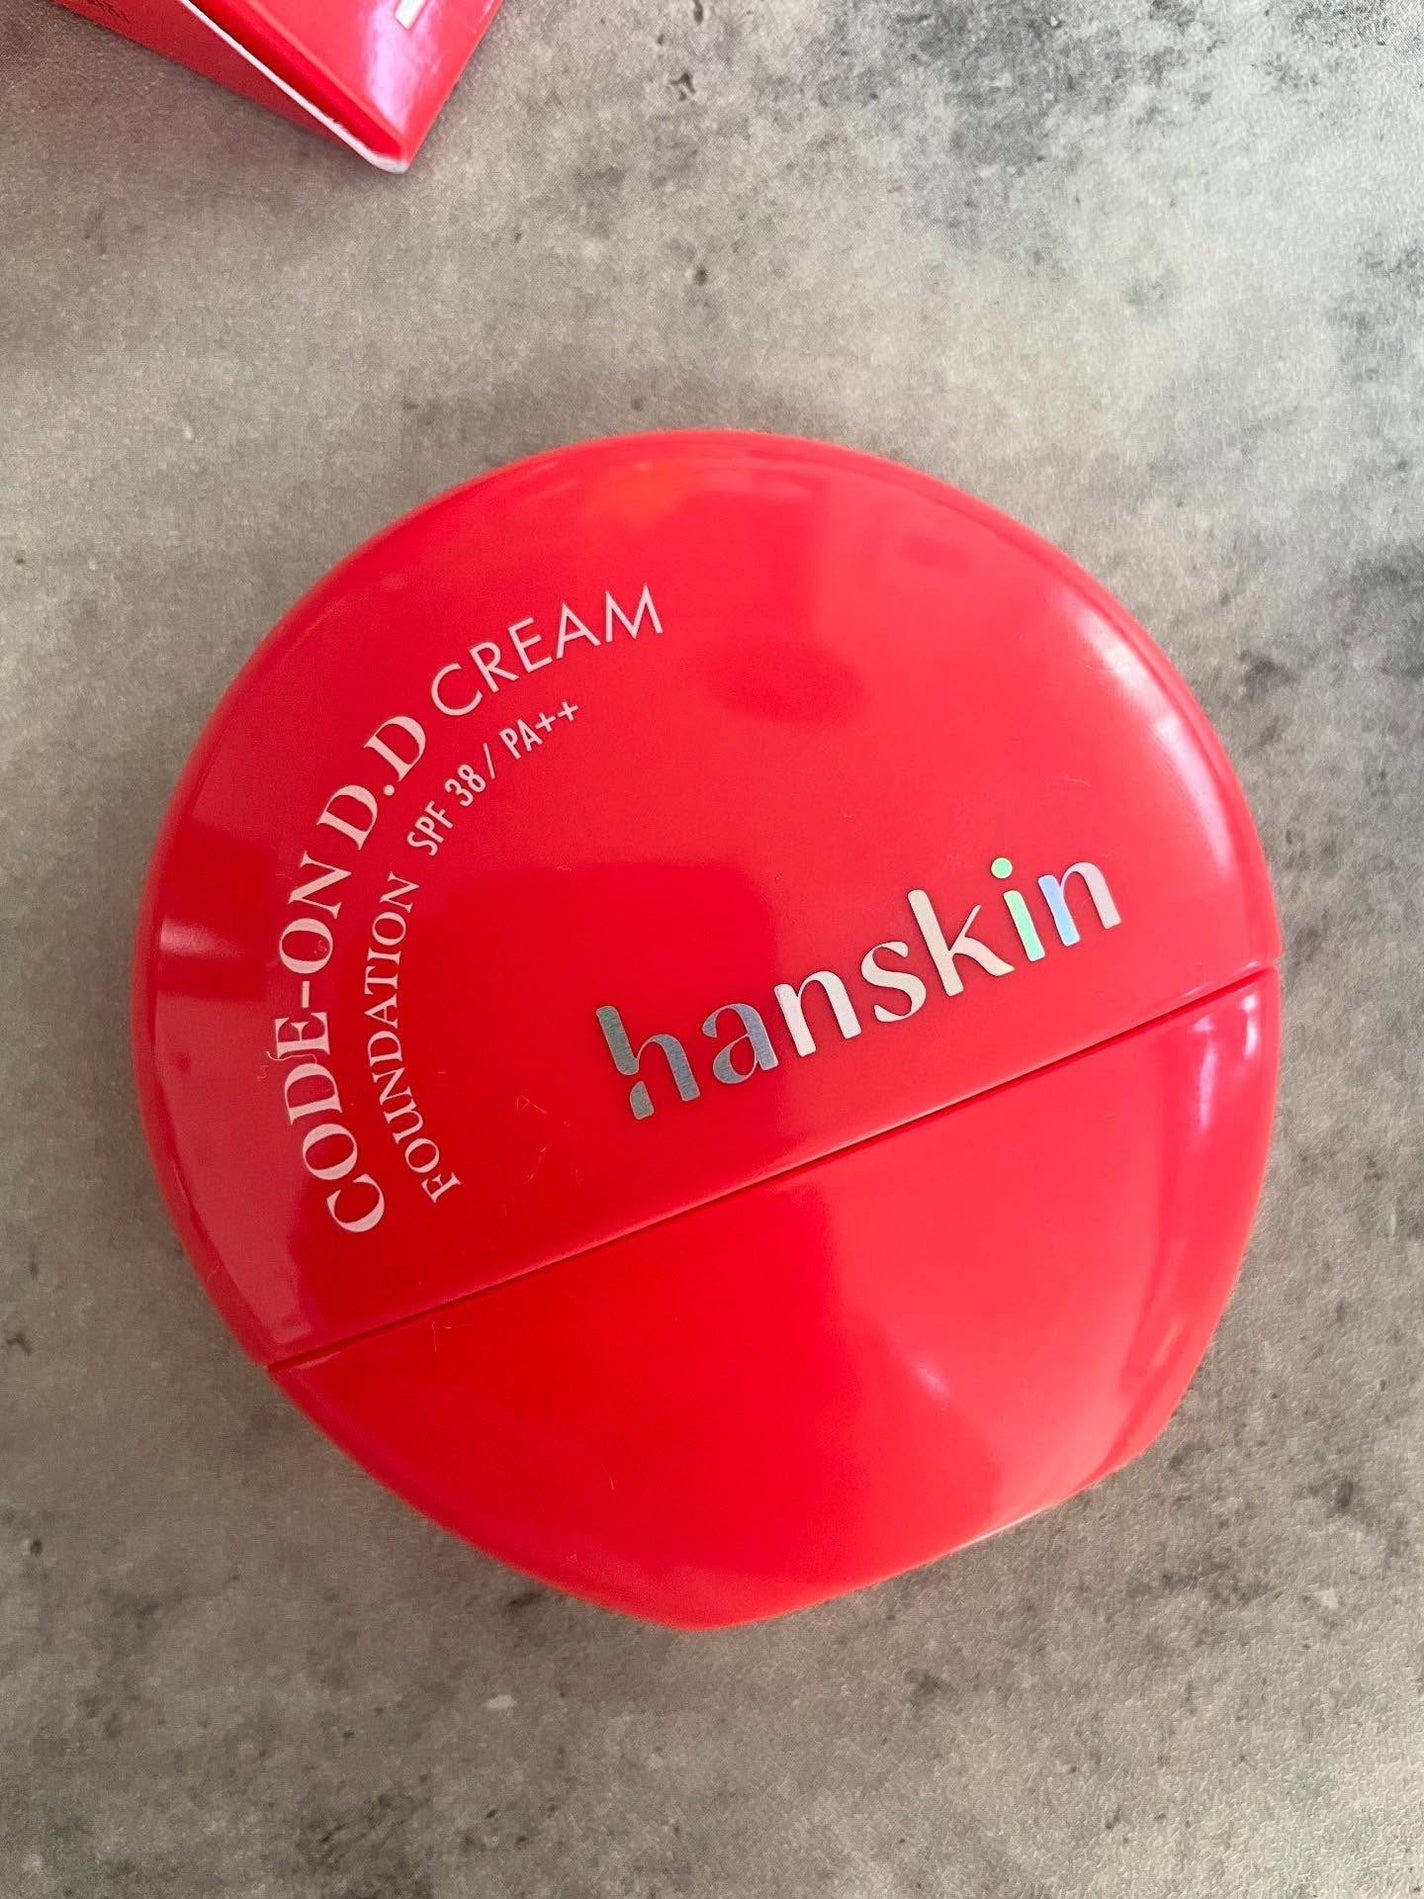 CODE-ON D.D CREAM
FOUNDATION SPF 38 / PA++
hanskin